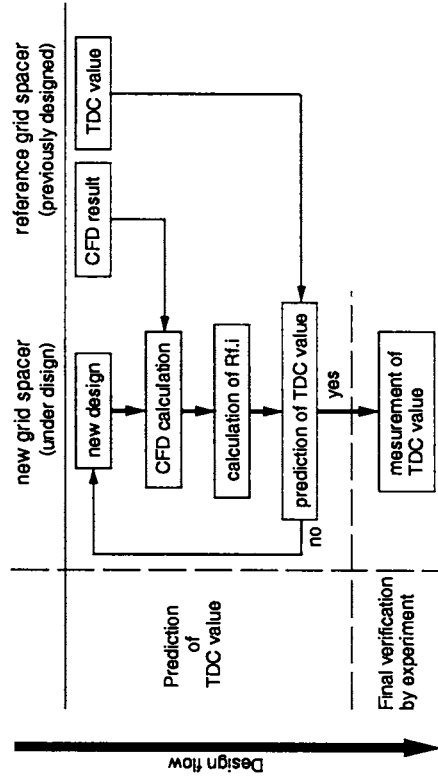 new grid spacer
(under disign)
reference grid spacer
(previously designed)
new design
CFD result
TDC value
CFD calculation
calculation of Rf.i
prediction of TDC value
no
yes
mesurement of
TDC value
Prediction
of
TDC value
Final verification
by experiment
Design flow